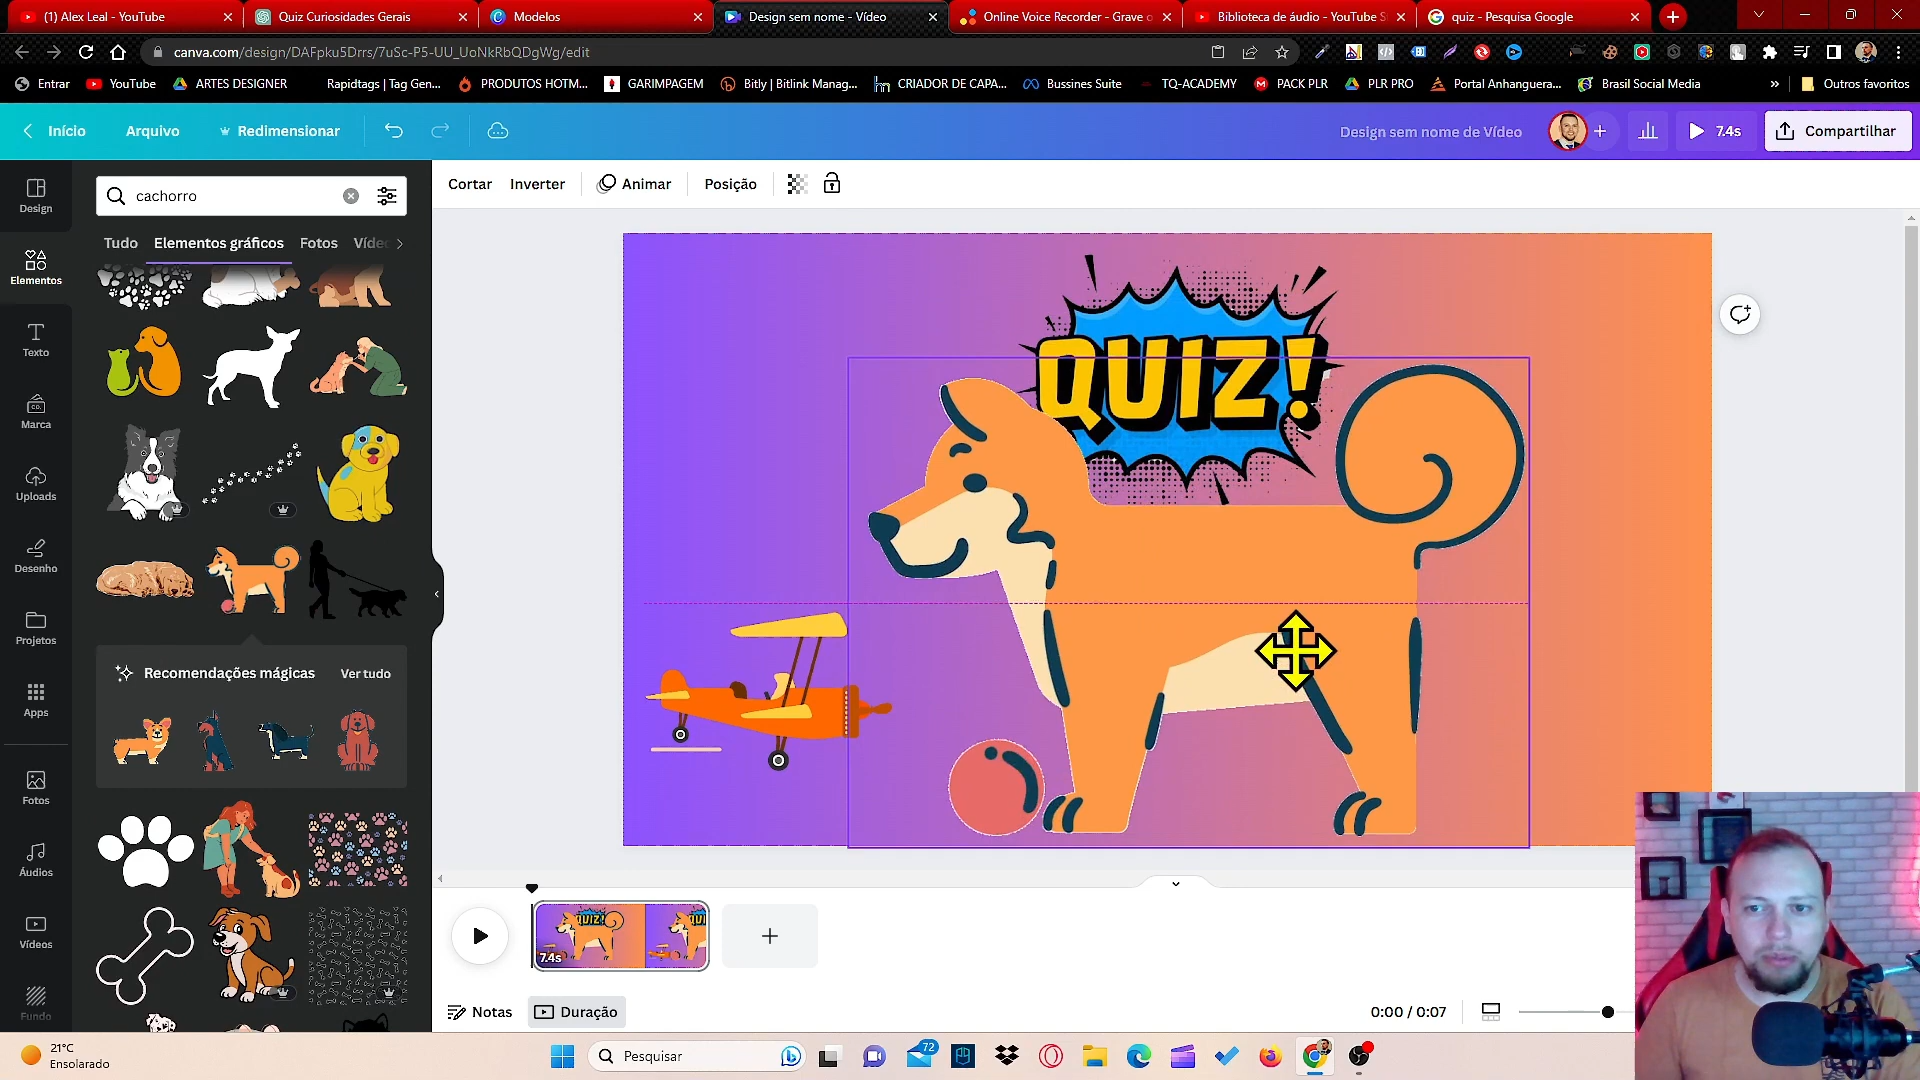 (1) Alex Leal - YouTube
Quiz Curiosidades Gerais
Modelos
Design sem nome - Vídeo
Online Voice Recorder - Grave o
Biblioteca de áudio - YouTube S
quiz - Pesquisa Google
canva.com/design/DAFpku5Drrs/7uSc-P5-UU_UoNkRbQDgWg/edit
Entrar
YouTube
ARTES DESIGNER
Rapidtags | Tag Gen...
PRODUTOS HOTM...
GARIMPAGEM
Bitly | Bitlink Manag...
CRIADOR DE CAPA...
Bussines Suite
TQ-ACADEMY
PACK PLR
PLR PRO
Portal Anhanguera...
Brasil Social Media
Outros favoritos
Início
Arquivo
Redimensionar
Design sem nome de Vídeo
7.4s
Compartilhar
Design
Elementos
Texto
Marca
Uploads
Desenho
Projetos
Apps
Fotos
Áudios
Vídeos
Fundo
cachorro
Tudo
Elementos gráficos
Fotos
Víde
Recomendações mágicas
Ver tudo
Cortar
Inverter
Animar
Posição
QUIZ!
QUIZ!
QUI
7.4s
Notas
Duração
0:00 / 0:07
21°C
Ensolarado
Pesquisar
72